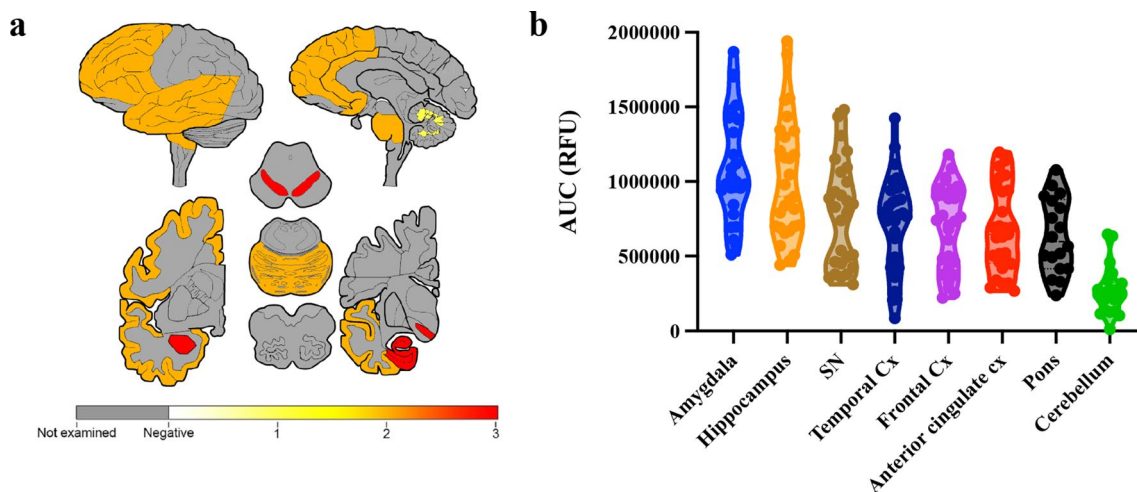 a
Not examined
Negative
1
2
3
b
AUC (RFU)
2000000
1500000
1000000
500000
0
Amygdala
Hippocampus
SN
Temporal Cx
Frontal Cx
Anterior cingulate cx
Pons
Cerebellum